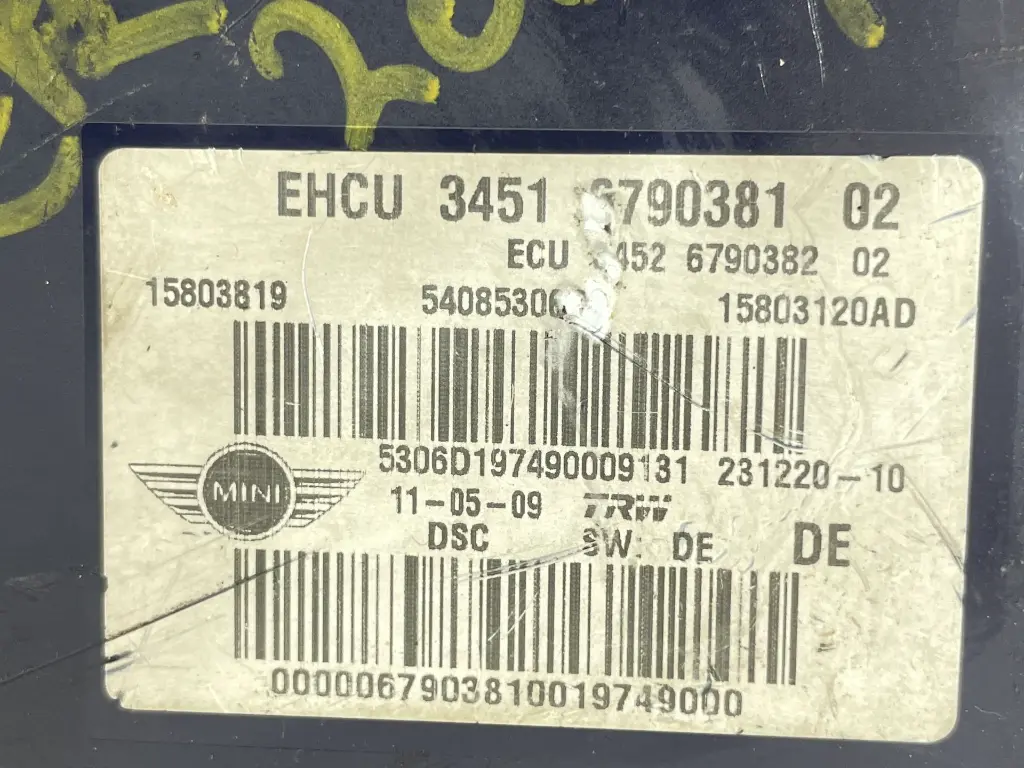 EHCU 3451 6790381 02
ECU 3452 6790382 02
15803819 15803120AD
5306D197490009131 231220-10
MINI
11-05-09 TRW
DSC SW. DE DE
0000067903810019749000